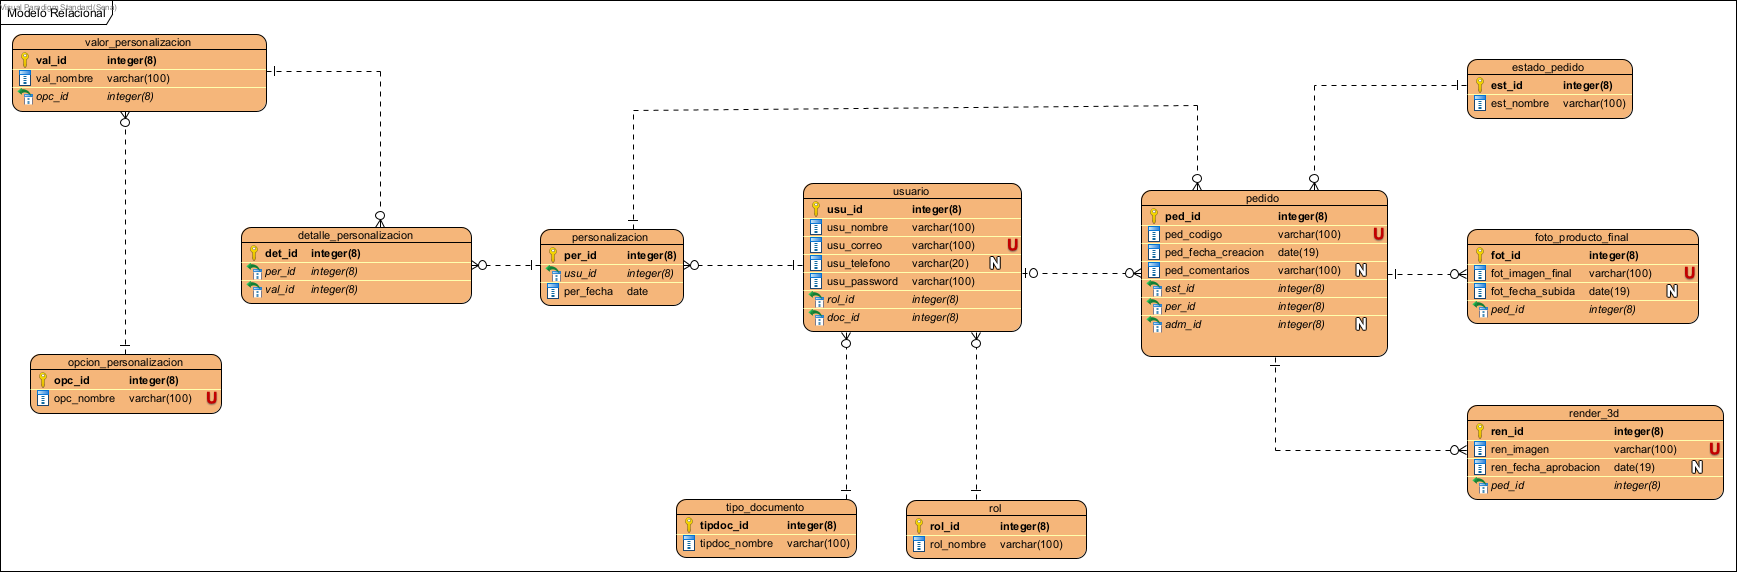 Visual Paradigm Standard(Sena)
Modelo Relacional
valor_personalizacion
val_id integer(8)
val_nombre varchar(100)
opc_id integer(8)
estado_pedido
est_id integer(8)
est_nombre varchar(100)
usuario
usu_id integer(8)
usu_nombre varchar(100)
usu_correo varchar(100) U
usu_telefono varchar(20) N
usu_password varchar(100)
rol_id integer(8)
doc_id integer(8)
pedido
ped_id integer(8)
ped_codigo varchar(100) U
ped_fecha_creacion date(19)
ped_comentarios varchar(100) N
est_id integer(8)
per_id integer(8)
adm_id integer(8) N
detalle_personalizacion
det_id integer(8)
per_id integer(8)
val_id integer(8)
personalizacion
per_id integer(8)
usu_id integer(8)
per_fecha date
foto_producto_final
fot_id integer(8)
fot_imagen_final varchar(100) U
fot_fecha_subida date(19) N
ped_id integer(8)
opcion_personalizacion
opc_id integer(8)
opc_nombre varchar(100) U
render_3d
ren_id integer(8)
ren_imagen varchar(100) U
ren_fecha_aprobacion date(19) N
ped_id integer(8)
tipo_documento
tipdoc_id integer(8)
tipdoc_nombre varchar(100)
rol
rol_id integer(8)
rol_nombre varchar(100)